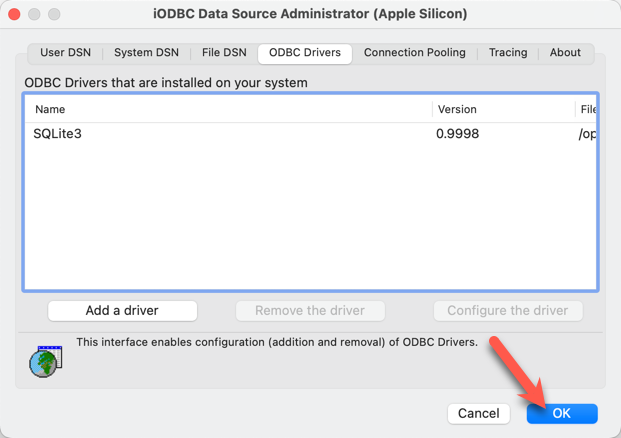 iODBC Data Source Administrator (Apple Silicon)
User DSN System DSN File DSN ODBC Drivers Connection Pooling Tracing About
ODBC Drivers that are installed on your system
Name Version File
SQLite3 0.9998 /op
Add a driver Remove the driver Configure the driver
This interface enables configuration (addition and removal) of ODBC Drivers.
Cancel OK